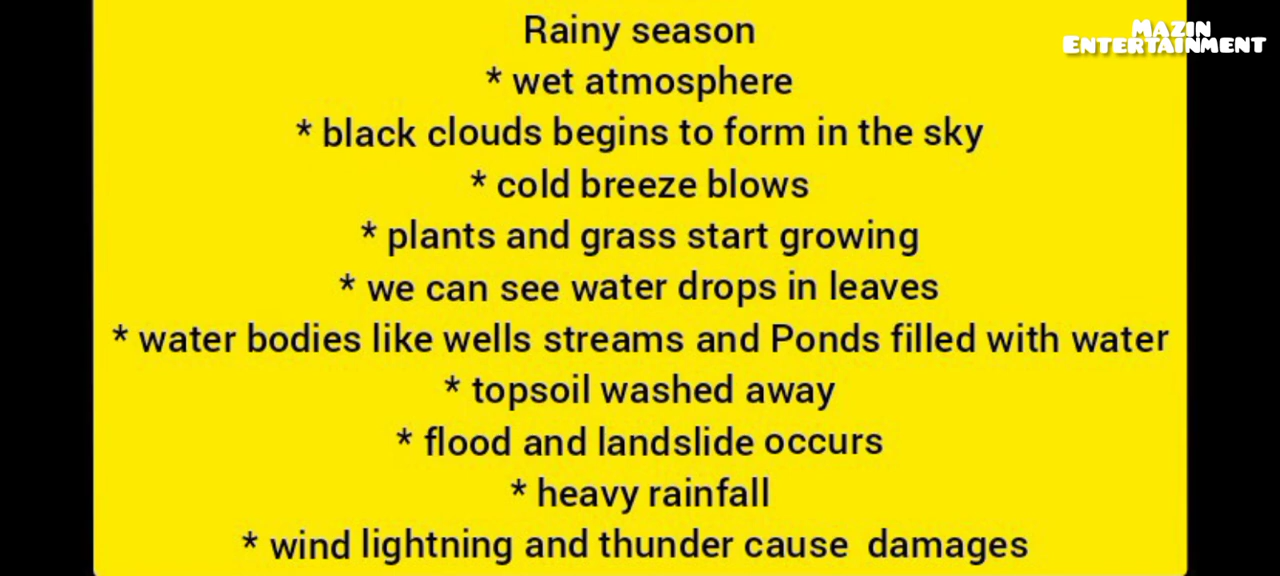 Rainy season
* wet atmosphere
* black clouds begins to form in the sky
* cold breeze blows
* plants and grass start growing
* we can see water drops in leaves
* water bodies like wells streams and Ponds filled with water
* topsoil washed away
* flood and landslide occurs
* heavy rainfall
* wind lightning and thunder cause  damages
MAZIN
ENTERTAINMENT